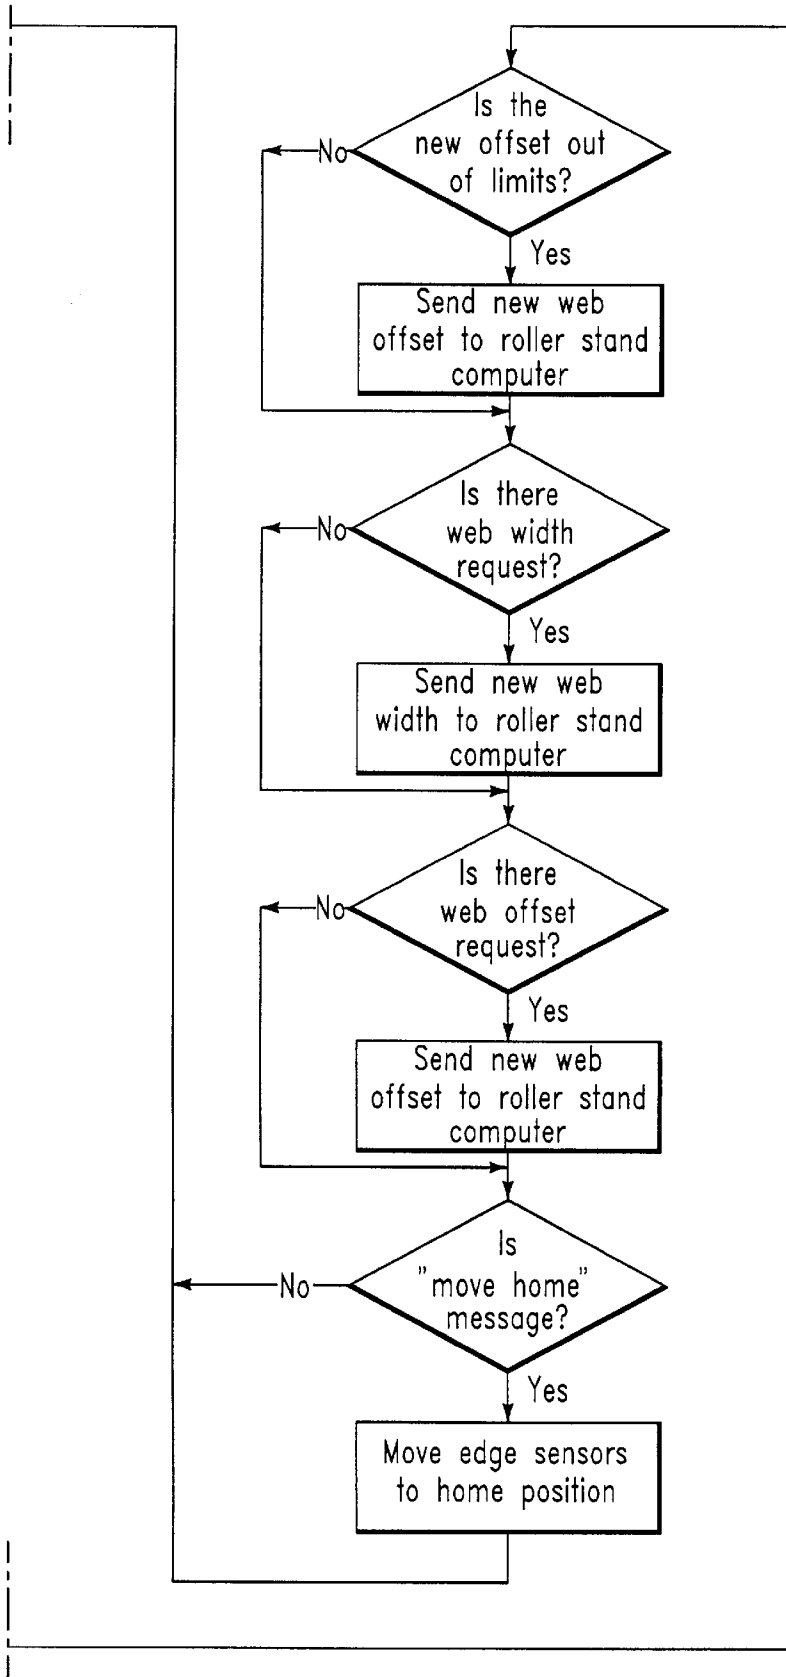 Is the
new offset out
of limits?
No
Yes
Send new web
offset to roller stand
computer
Is there
web width
request?
No
Yes
Send new web
width to roller stand
computer
Is there
web offset
request?
No
Yes
Send new web
offset to roller stand
computer
Is
"move home"
message?
No
Yes
Move edge sensors
to home position